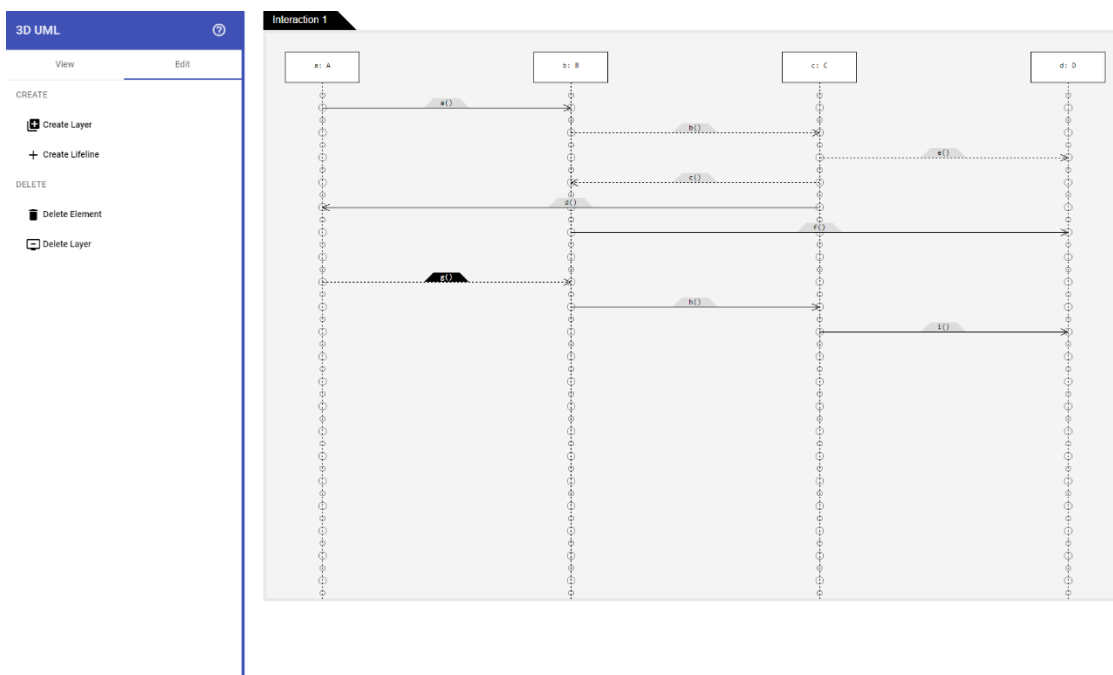 3D UML
View Edit
CREATE
Create Layer
Create Lifeline
DELETE
Delete Element
Delete Layer
Interaction 1
a: A b: B c: C d: D
a()
b()
e()
c()
d()
f()
g()
h()
i()